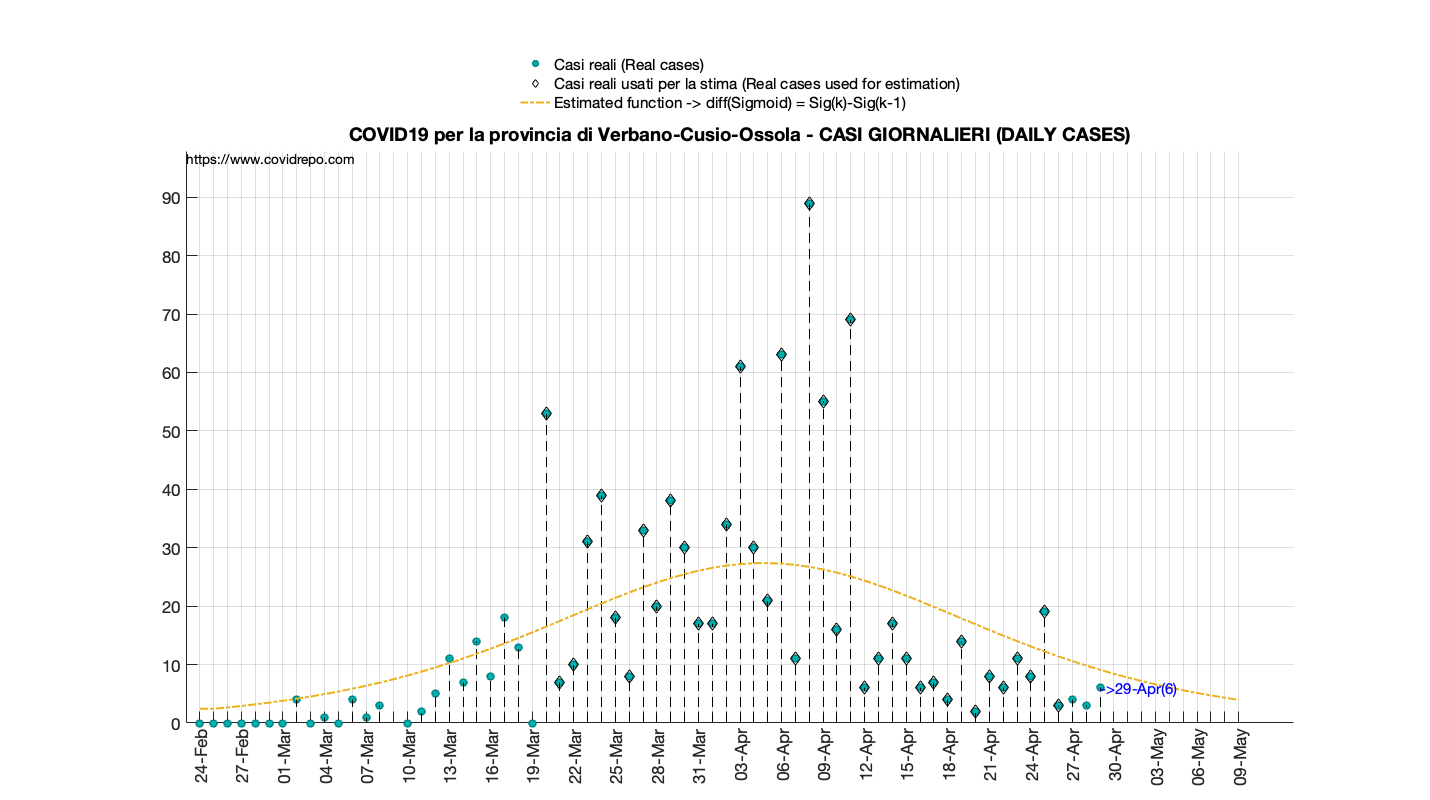 Casi reali (Real cases)
Casi reali usati per la stima (Real cases used for estimation)
Estimated function -> diff(Sigmoid) = Sig(k)-Sig(k-1)
COVID19 per la provincia di Verbano-Cusio-Ossola - CASI GIORNALIERI (DAILY CASES)
https://www.covidrepo.com
90
80
70
60
50
40
30
20
10
0
>29-Apr(6)
24-Feb
27-Feb
01-Mar
04-Mar
07-Mar
10-Mar
13-Mar
16-Mar
19-Mar
22-Mar
25-Mar
28-Mar
31-Mar
03-Apr
06-Apr
09-Apr
12-Apr
15-Apr
18-Apr
21-Apr
24-Apr
27-Apr
30-Apr
03-May
06-May
09-May